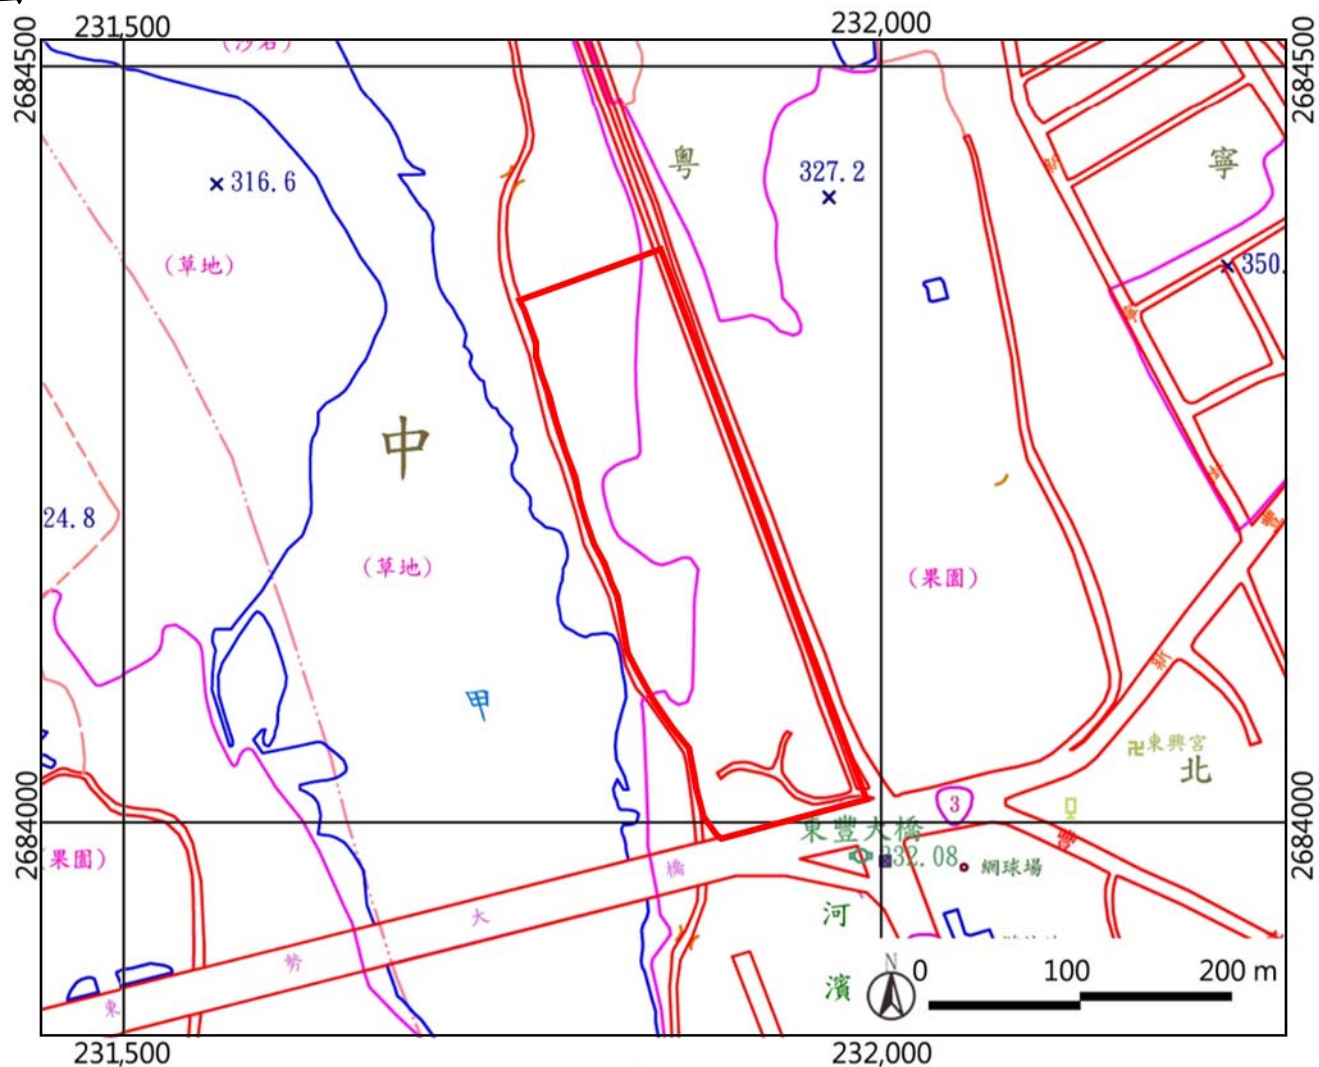 231,500
232,000
2684500
2684500
粵
寧
327.2
316.6
(草地)
350.
中
24.8
(草地)
(果園)
新
甲
東興宮
北
3
2684000
2684000
東豐大橋
332.08
網球場
果園)
橋
大
河
勢
濱
東
N
0 100 200 m
231,500
232,000